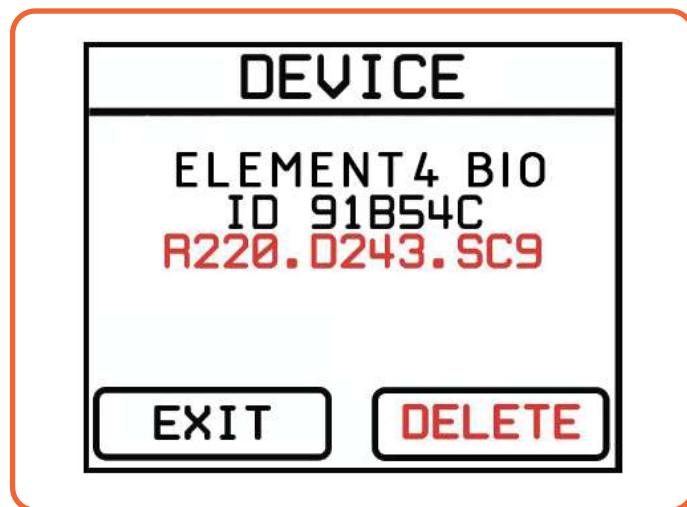 DEVICE
ELEMENT4 BIO
ID 91B54C
R220.D243.SC9
EXIT DELETE